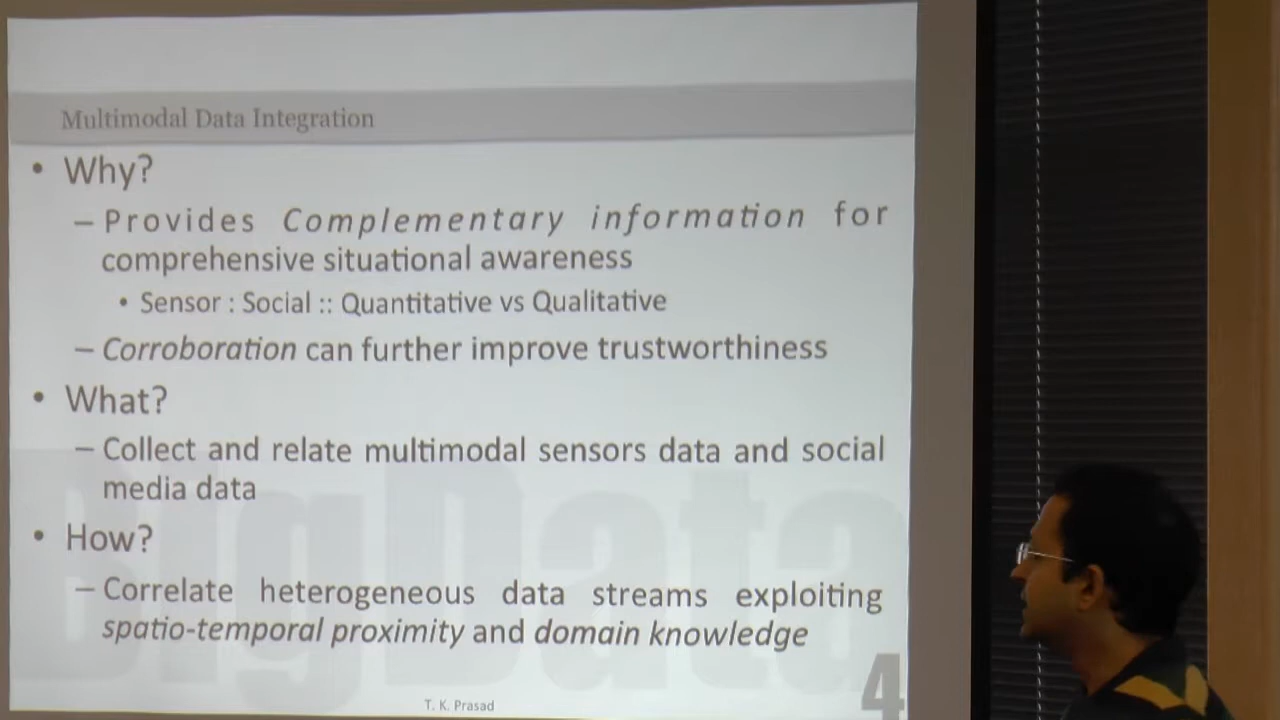 Multimodal Data Integration
• Why?
– Provides Complementary information for
comprehensive situational awareness
• Sensor : Social :: Quantitative vs Qualitative
– Corroboration can further improve trustworthiness
• What?
– Collect and relate multimodal sensors data and social
media data
• How?
– Correlate heterogeneous data streams exploiting
spatio-temporal proximity and domain knowledge
BigData
T. K. Prasad
4